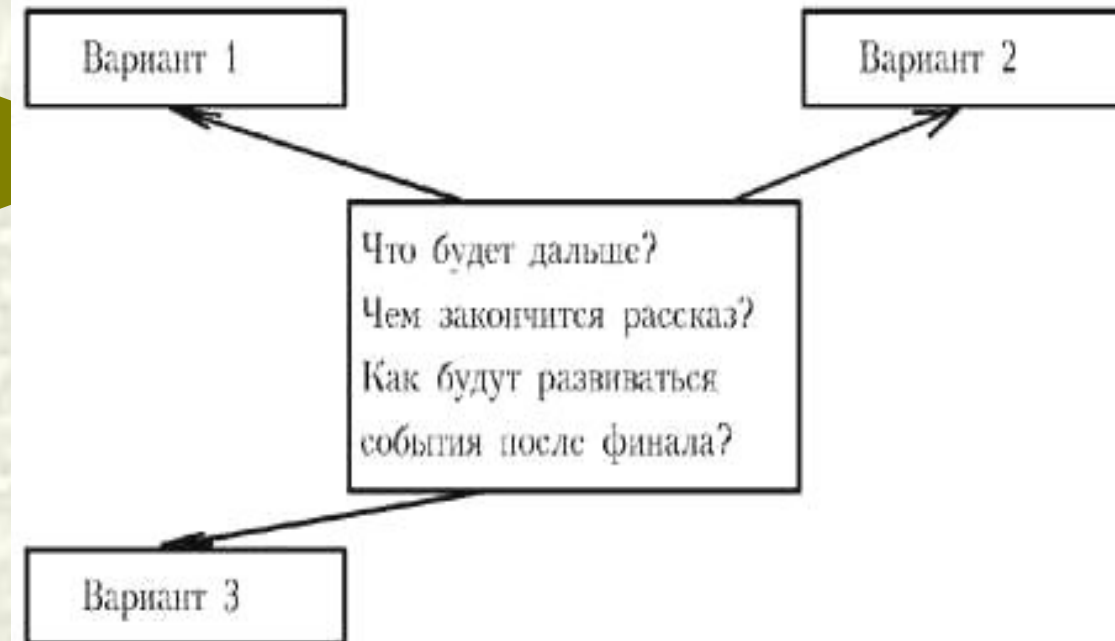 Вариант 1
Вариант 2
Что будет дальше?
Чем закончится рассказ?
Как будут развиваться
события после финала?
Вариант 3